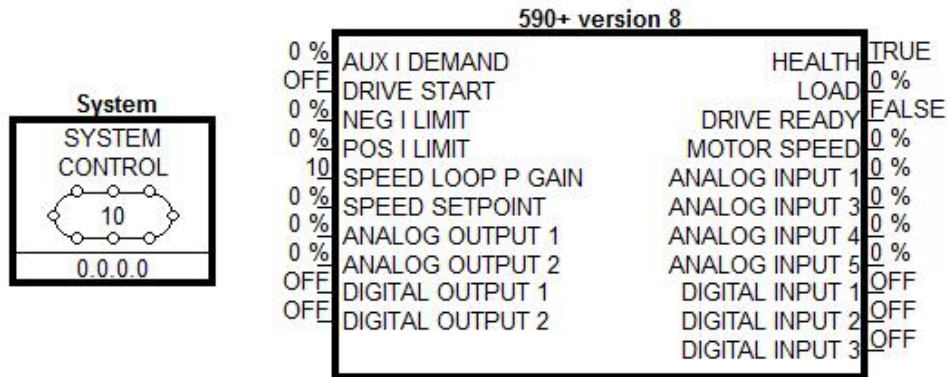 590+ version 8
System
SYSTEM
CONTROL
10
0.0.0.0
0 % AUX I DEMAND HEALTH TRUE
OFF DRIVE START LOAD 0 %
0 % NEG I LIMIT DRIVE READY FALSE
0 % POS I LIMIT MOTOR SPEED 0 %
10 SPEED LOOP P GAIN ANALOG INPUT 1 0 %
0 % SPEED SETPOINT ANALOG INPUT 3 0 %
0 % ANALOG OUTPUT 1 ANALOG INPUT 4 0 %
0 % ANALOG OUTPUT 2 ANALOG INPUT 5 0 %
OFF DIGITAL OUTPUT 1 DIGITAL INPUT 1 OFF
OFF DIGITAL OUTPUT 2 DIGITAL INPUT 2 OFF
DIGITAL INPUT 3 OFF